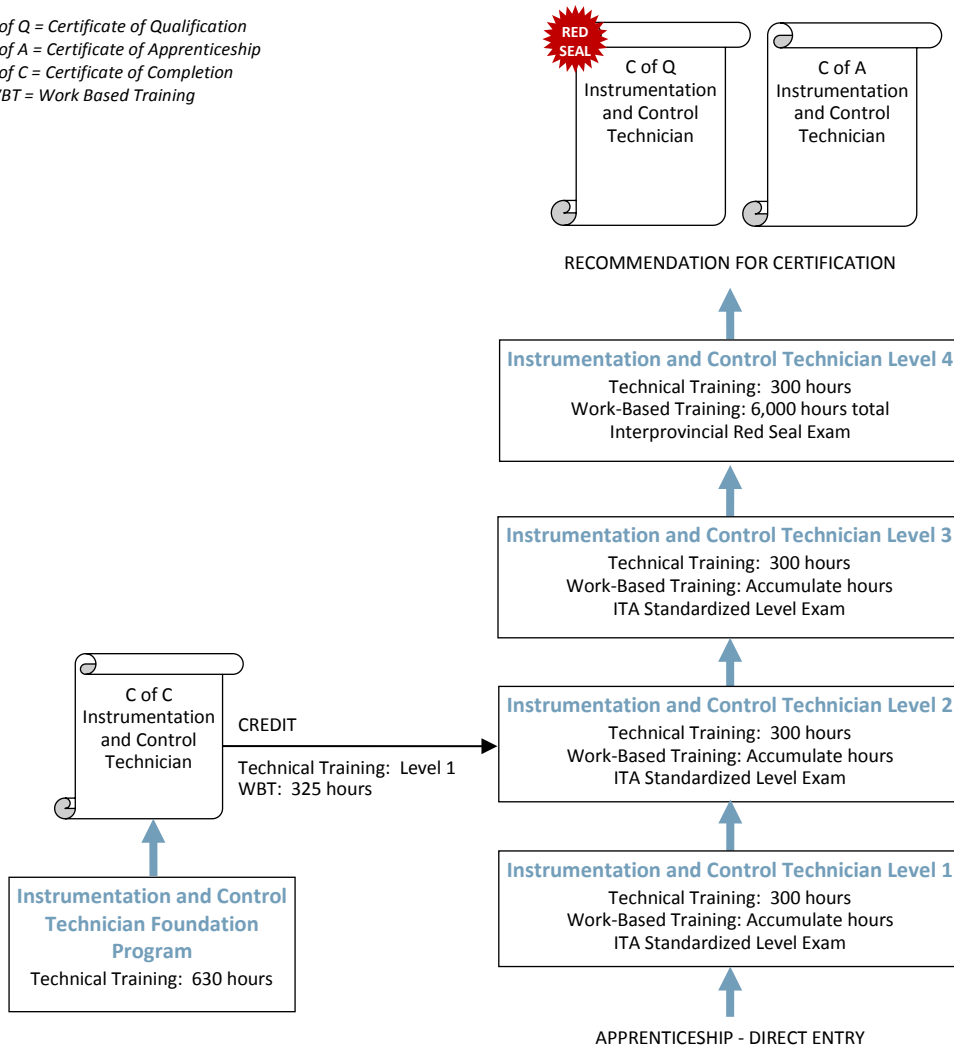 of Q = Certificate of Qualification
of A = Certificate of Apprenticeship
of C = Certificate of Completion
WBT = Work Based Training
RED
SEAL
C of Q
Instrumentation
and Control
Technician
C of A
Instrumentation
and Control
Technician
RECOMMENDATION FOR CERTIFICATION
Instrumentation and Control Technician Level 4
Technical Training: 300 hours
Work-Based Training: 6,000 hours total
Interprovincial Red Seal Exam
Instrumentation and Control Technician Level 3
Technical Training: 300 hours
Work-Based Training: Accumulate hours
ITA Standardized Level Exam
C of C
Instrumentation
and Control
Technician
CREDIT
Technical Training: Level 1
WBT: 325 hours
Instrumentation and Control Technician Level 2
Technical Training: 300 hours
Work-Based Training: Accumulate hours
ITA Standardized Level Exam
Instrumentation and Control
Technician Foundation
Program
Technical Training: 630 hours
Instrumentation and Control Technician Level 1
Technical Training: 300 hours
Work-Based Training: Accumulate hours
ITA Standardized Level Exam
APPRENTICESHIP - DIRECT ENTRY